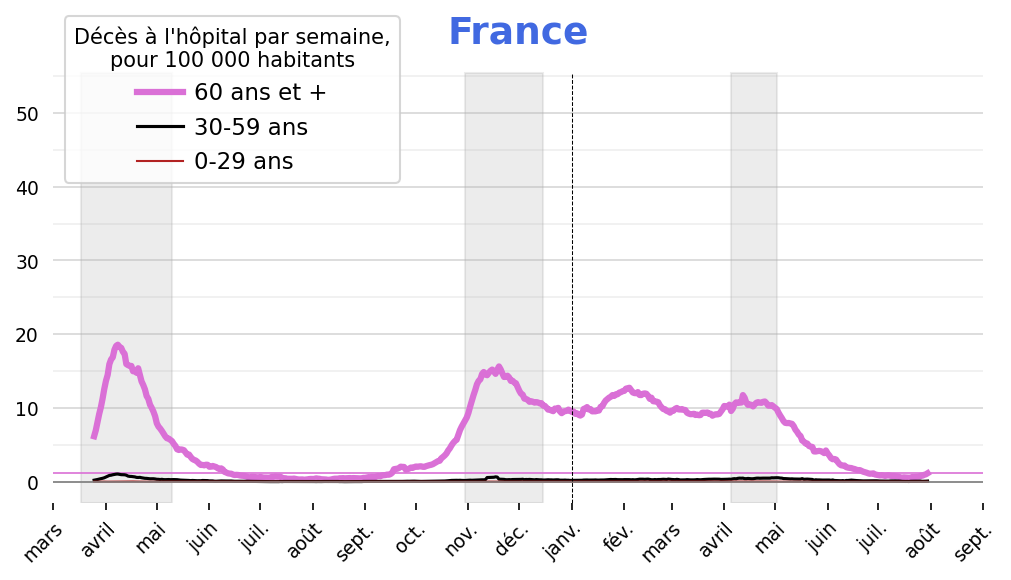 France
Décès à l'hôpital par semaine,
pour 100 000 habitants
60 ans et +
30-59 ans
0-29 ans
50
40
30
20
10
0
mars avril mai juin juil. août sept. oct. nov. déc. janv. fév. mars avril mai juin juil. août sept.